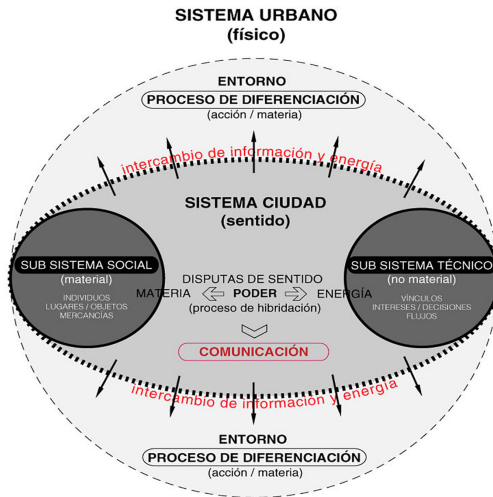 SISTEMA URBANO
(físico)
ENTORNO
PROCESO DE DIFERENCIACIÓN
(acción / materia)
intercambio de información y energía
SISTEMA CIUDAD
(sentido)
SUB SISTEMA SOCIAL
(material)
INDIVIDUOS
LUGARES / OBJETOS
MERCANCÍAS
DISPUTAS DE SENTIDO
MATERIA PODER ENERGÍA
(proceso de hibridación)
COMUNICACIÓN
SUB SISTEMA TÉCNICO
(no material)
VÍNCULOS
INTERESES / DECISIONES
FLUJOS
intercambio de información y energía
ENTORNO
PROCESO DE DIFERENCIACIÓN
(acción / materia)